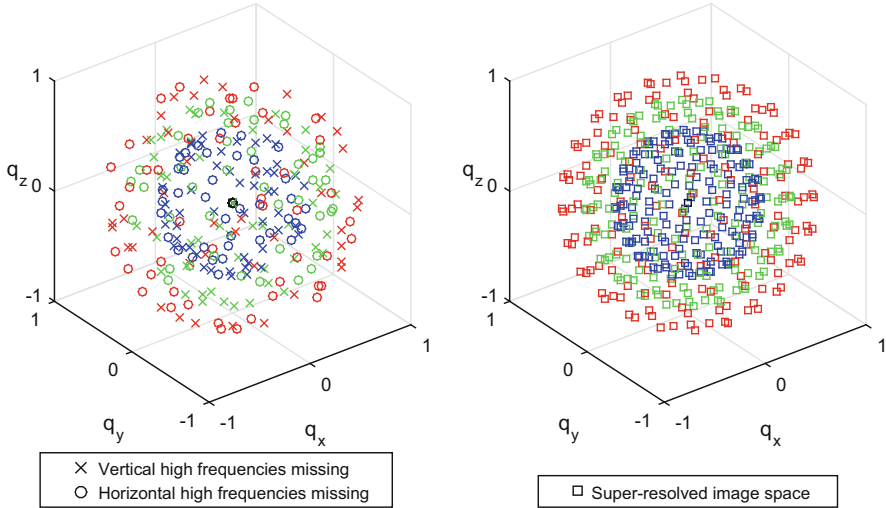 1
0
-1
q_z
1
0
-1
q_y
-1
0
1
q_x
× Vertical high frequencies missing
○ Horizontal high frequencies missing
1
0
-1
q_z
1
0
-1
q_y
-1
0
1
q_x
□ Super-resolved image space